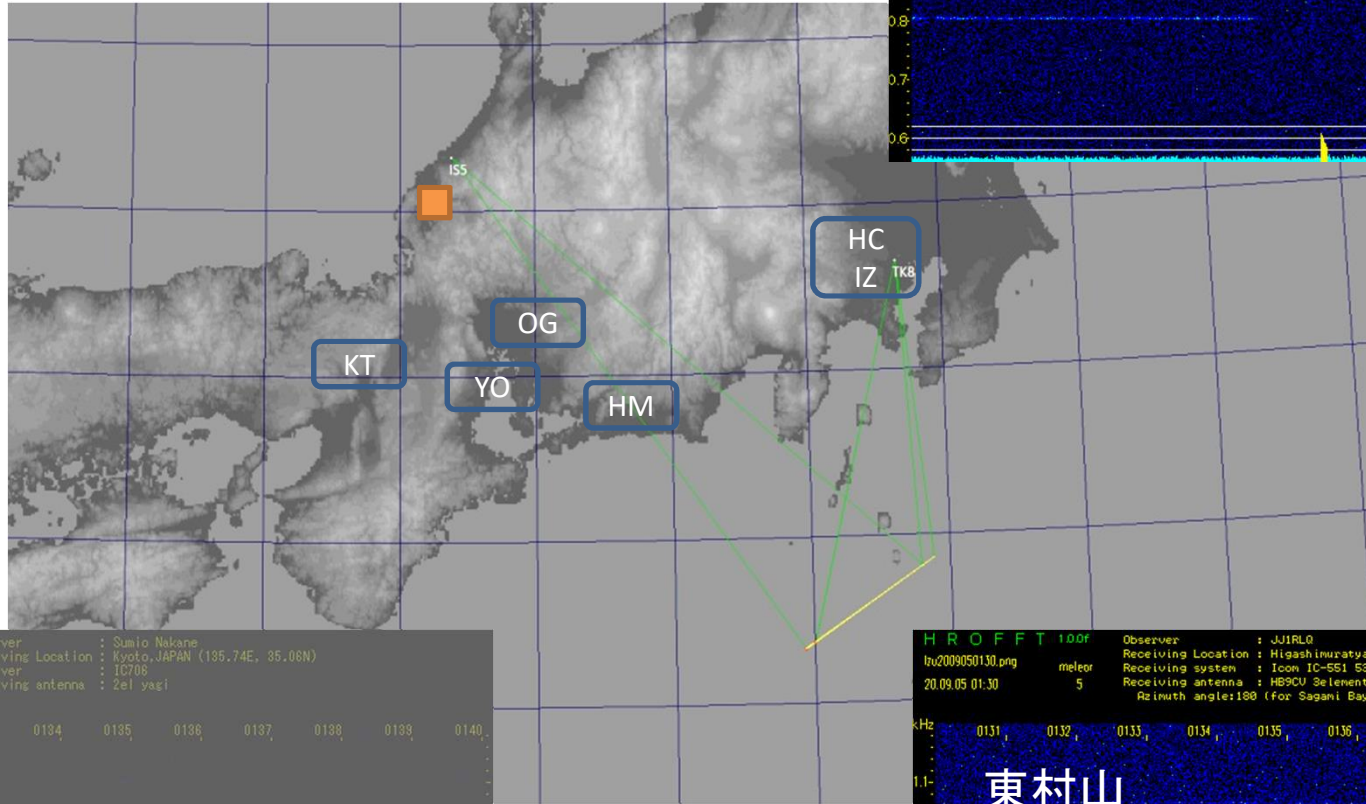 0.8
0.7
0.6
IS5
HC
IZ
TK8
OG
KT
YO
HM
ver : Sumio Nakane
ving Location : Kyoto,JAPAN (135.74E, 35.06N)
ver : IC706
ving antenna : 2el yagi
0134 0135 0136 0137 0138 0139 0140
H R O F F T 1.0.0f
Izu2009050130.png meteor
20.09.05 01:30 5
Observer : JJ1RLQ
Receiving Location : Higashimuratya
Receiving system : Icom IC-551 53
Receiving antenna : HB9CV 3element
Azimuth angle:180 (for Sagami Bay
kHz
0131 0132 0133 0134 0135 0136
1.1
東村山